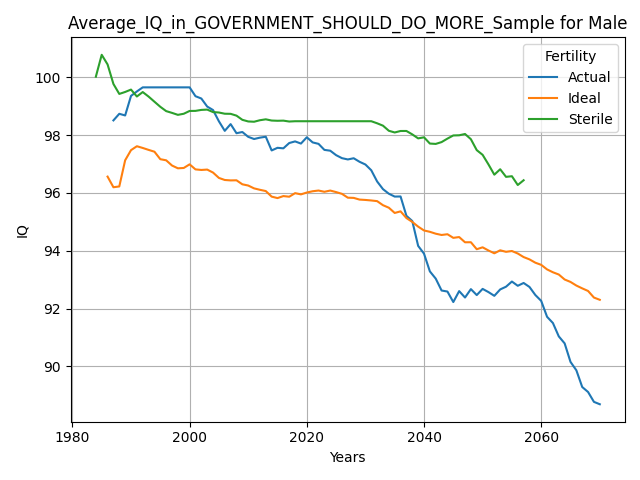 Average_IQ_in_GOVERNMENT_SHOULD_DO_MORE_Sample for Male
Fertility
Actual
Ideal
Sterile
IQ
100
98
96
94
92
90
1980
2000
2020
2040
2060
Years